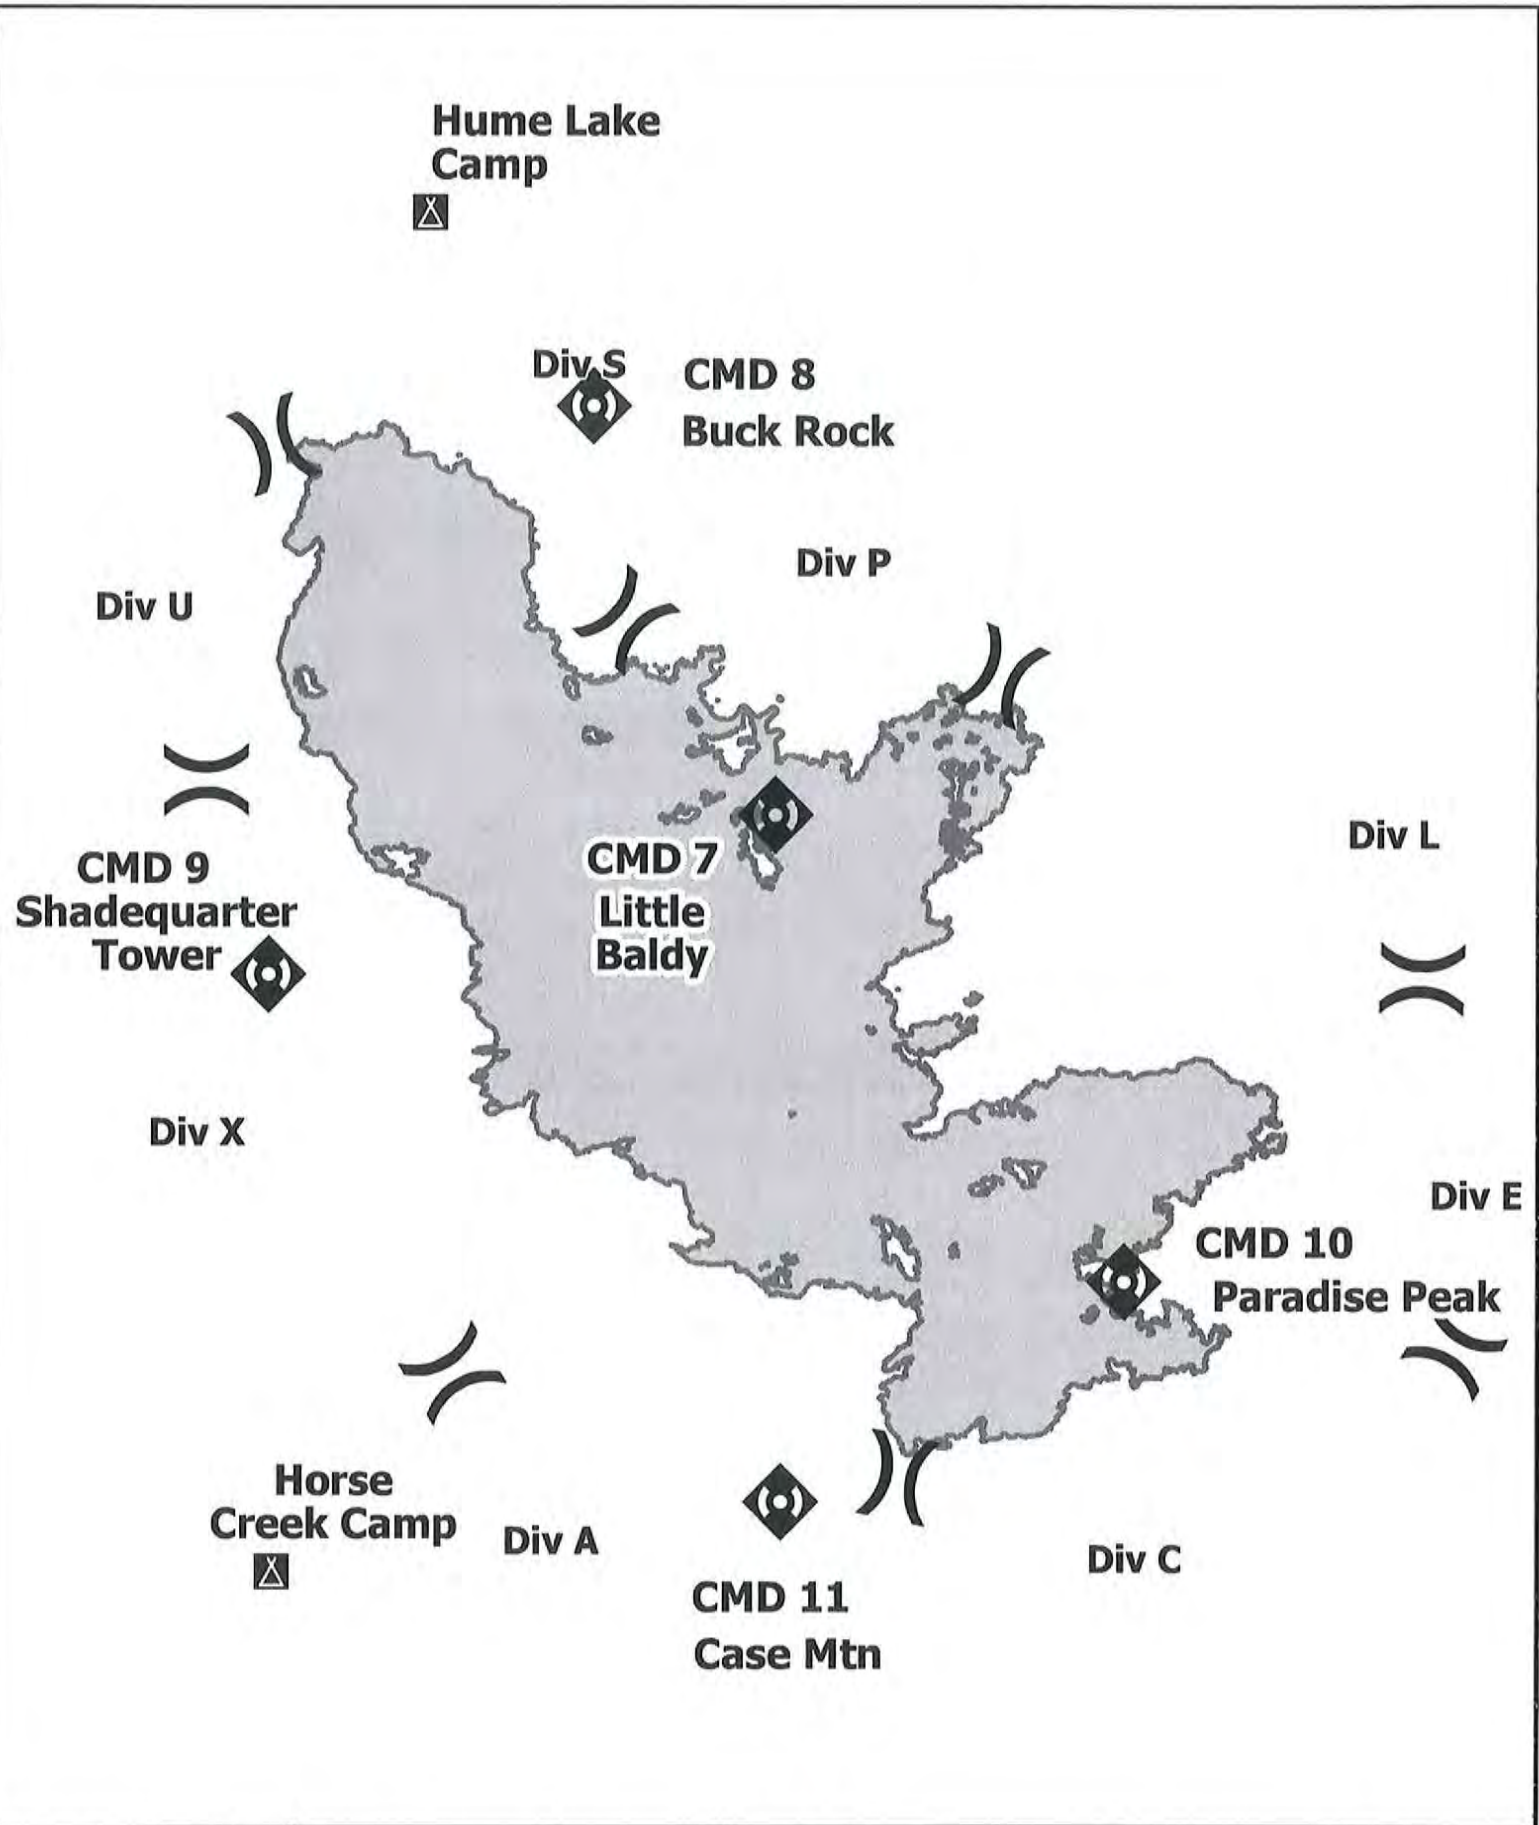 Hume Lake
Camp
Div S
CMD 8
Buck Rock
Div P
Div U
Div L
CMD 7
Little
Baldy
CMD 9
Shadequarter
Tower
Div X
Div E
CMD 10
Paradise Peak
Horse
Creek Camp
Div A
Div C
CMD 11
Case Mtn